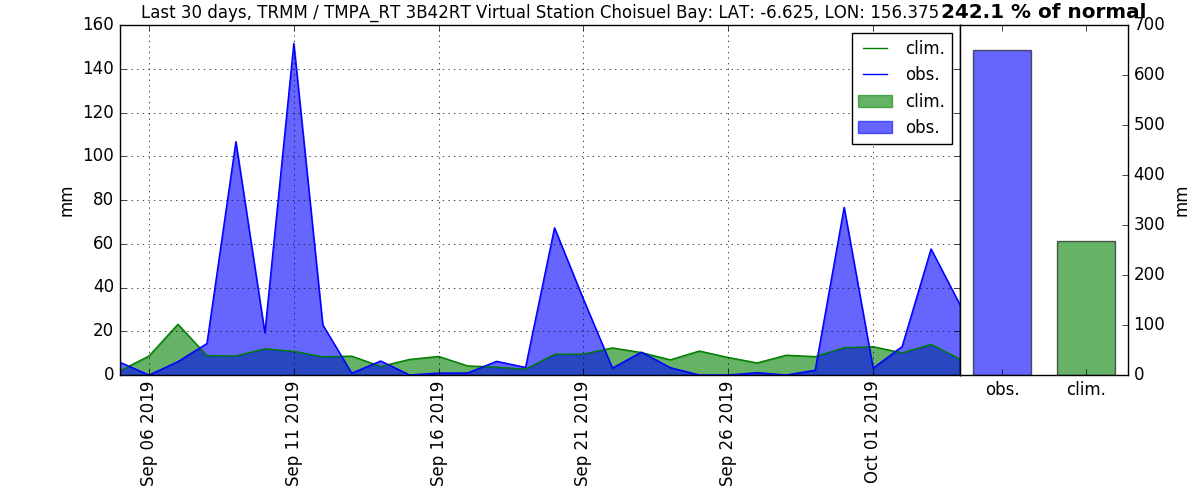 Last 30 days, TRMM / TMPA_RT 3B42RT Virtual Station Choisuel Bay: LAT: -6.625, LON: 156.375 242.1 % of normal
160
140
120
100
80
60
40
20
0
mm
clim.
obs.
clim.
obs.
700
600
500
400
300
200
100
0
mm
obs. clim.
Sep 06 2019
Sep 11 2019
Sep 16 2019
Sep 21 2019
Sep 26 2019
Oct 01 2019